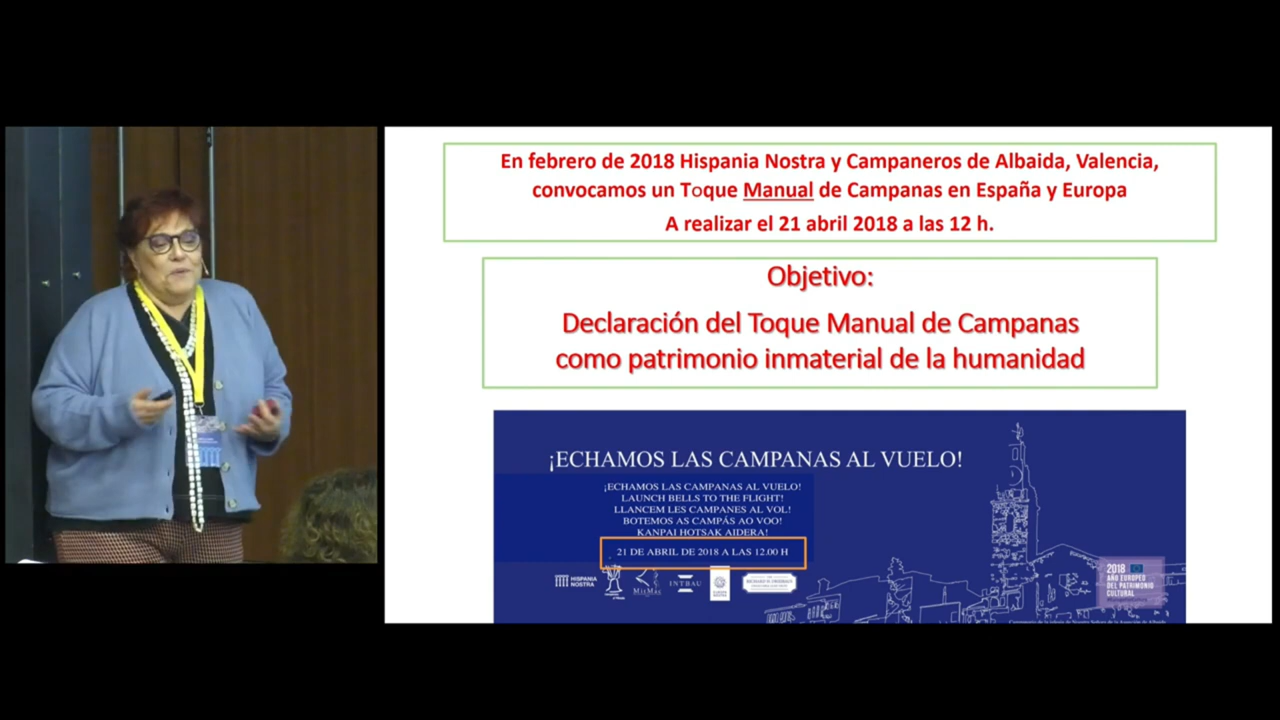 En febrero de 2018 Hispania Nostra y Campaneros de Albaida, Valencia,
convocamos un Toque Manual de Campanas en España y Europa
A realizar el 21 abril 2018 a las 12 h.
Objetivo:
Declaración del Toque Manual de Campanas
como patrimonio inmaterial de la humanidad
¡ECHAMOS LAS CAMPANAS AL VUELO!
¡ECHAMOS LAS CAMPANAS AL VUELO!
LAUNCH BELLS TO THE FLIGHT!
LLANCEM LES CAMPANES AL VOL!
BOTEMOS AS CAMPÁS AO VOO!
KANPAI HOTSAK AIDERA!
21 DE ABRIL DE 2018 A LAS 12.00 H
HISPANIA
NOSTRA
INTBAU
2018
AÑO EUROPEO
DEL PATRIMONIO
CULTURAL